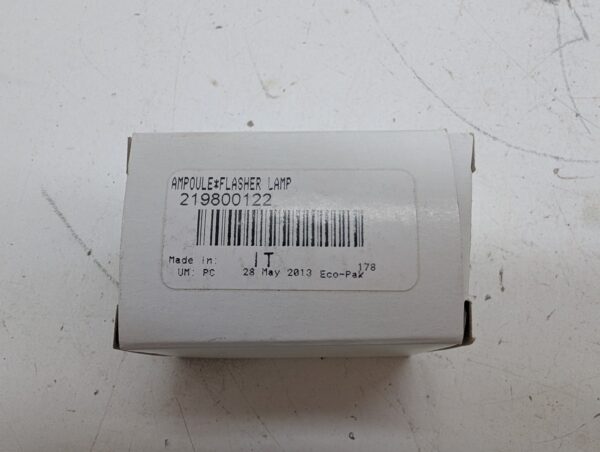 AMPOULE*FLASHER LAMP
219800122
Made in: IT
UM: PC 28 May 2013 Eco-Pak 178